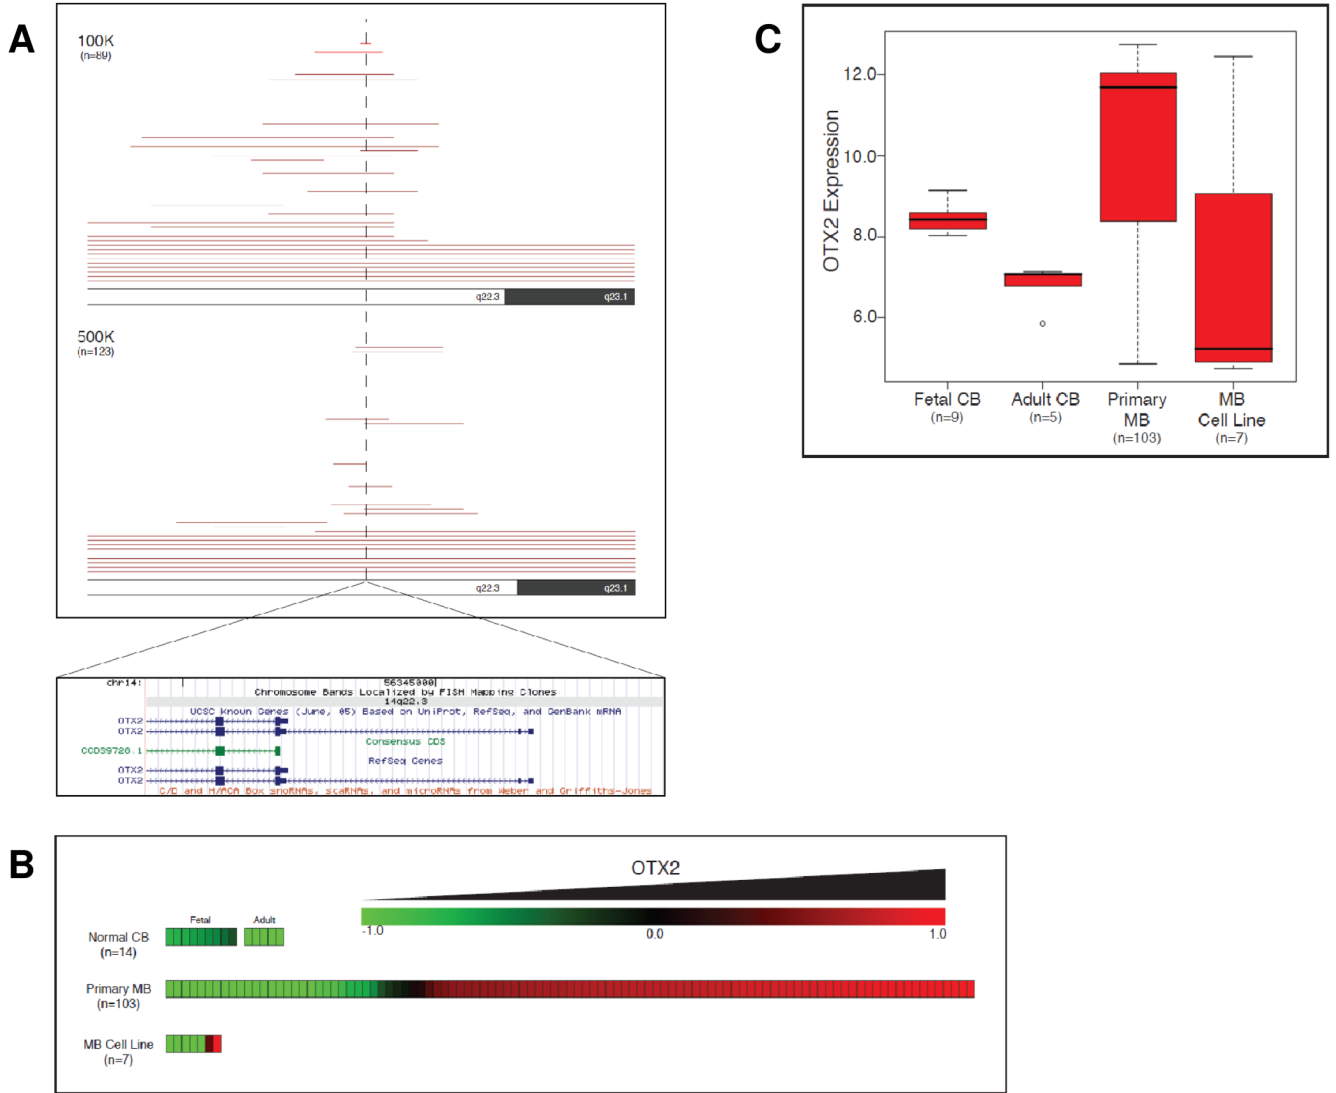 A
100K
(n=89)
q22.3
q23.1
500K
(n=123)
q22.3
q23.1
chr14:
56345000|
Chromosome Bands Localized by FISH Mapping Clones
14q22.3
UCSC Known Genes (June, 05) Based on UniProt, RefSeq, and GenBank mRNA
OTX2
OTX2
Consensus CDS
CCDS9728.1
RefSeq Genes
OTX2
OTX2
C/D and H/ACA Box snoRNAs, scaRNAs, and microRNAs from Weber and Griffiths-Jones
C
OTX2 Expression
12.0
10.0
8.0
6.0
Fetal CB
(n=9)
Adult CB
(n=5)
Primary
MB
(n=103)
MB
Cell Line
(n=7)
B
OTX2
-1.0
0.0
1.0
Fetal
Adult
Normal CB
(n=14)
Primary MB
(n=103)
MB Cell Line
(n=7)